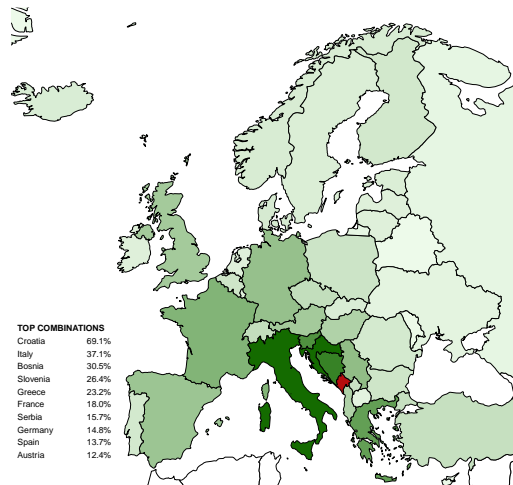 TOP COMBINATIONS
Croatia 69.1%
Italy 37.1%
Bosnia 30.5%
Slovenia 26.4%
Greece 23.2%
France 18.0%
Serbia 15.7%
Germany 14.8%
Spain 13.7%
Austria 12.4%